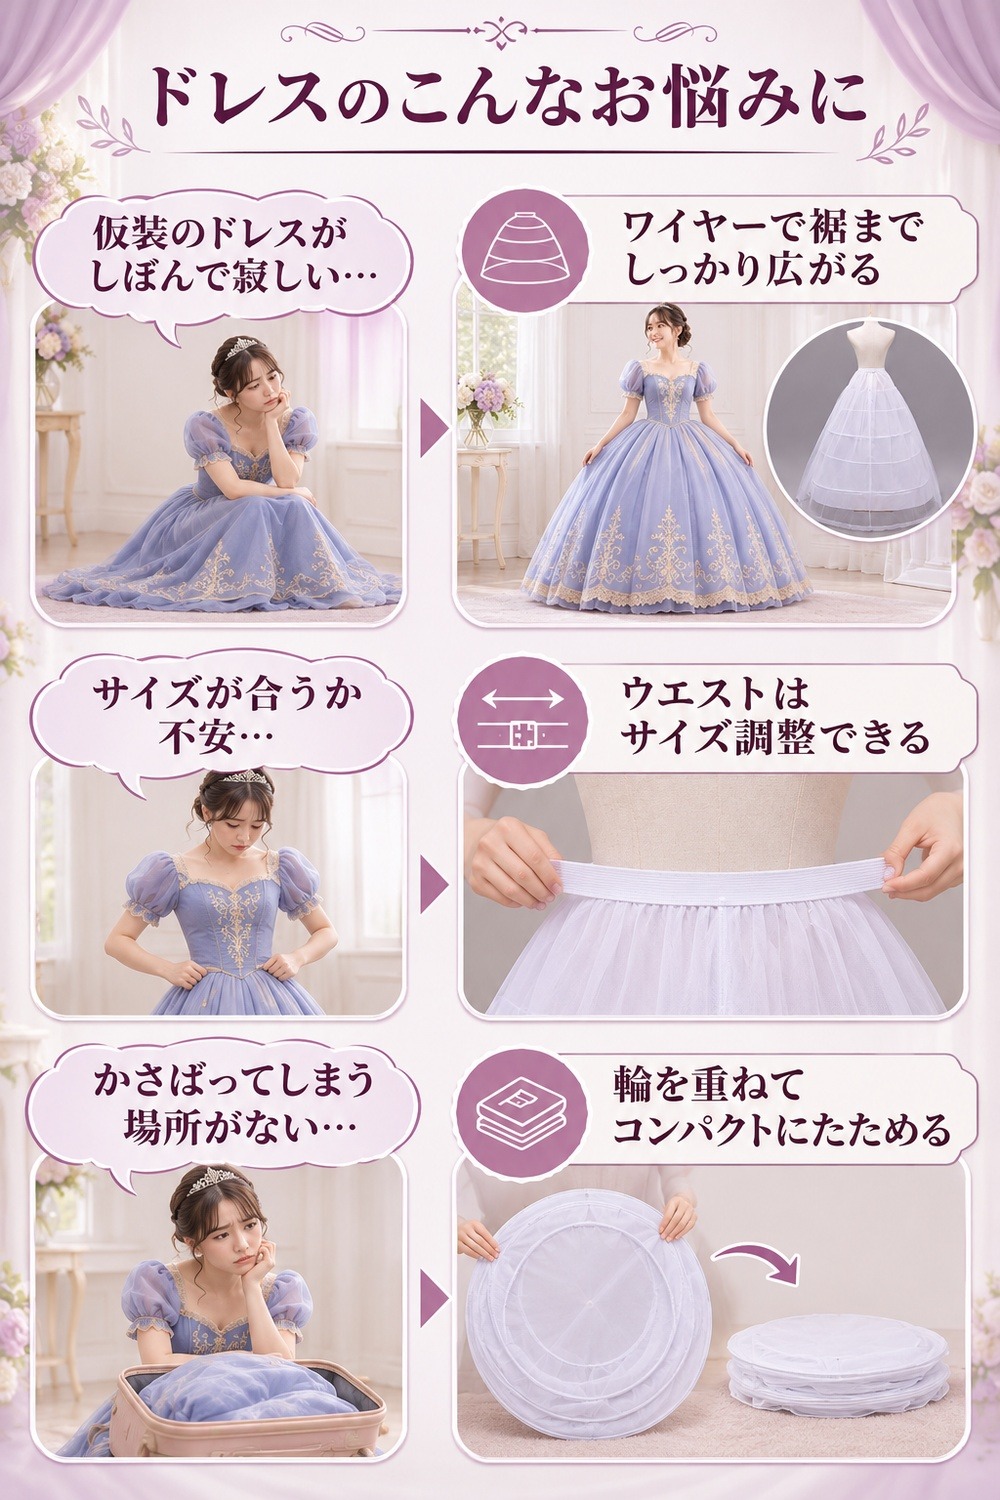 ドレスのこんなお悩みに
仮装のドレスが
しぼんで寂しい…
ワイヤーで裾まで
しっかり広がる
サイズが合うか
不安…
ウエストは
サイズ調整できる
かさばってしまう
場所がない…
輪を重ねて
コンパクトにたためる